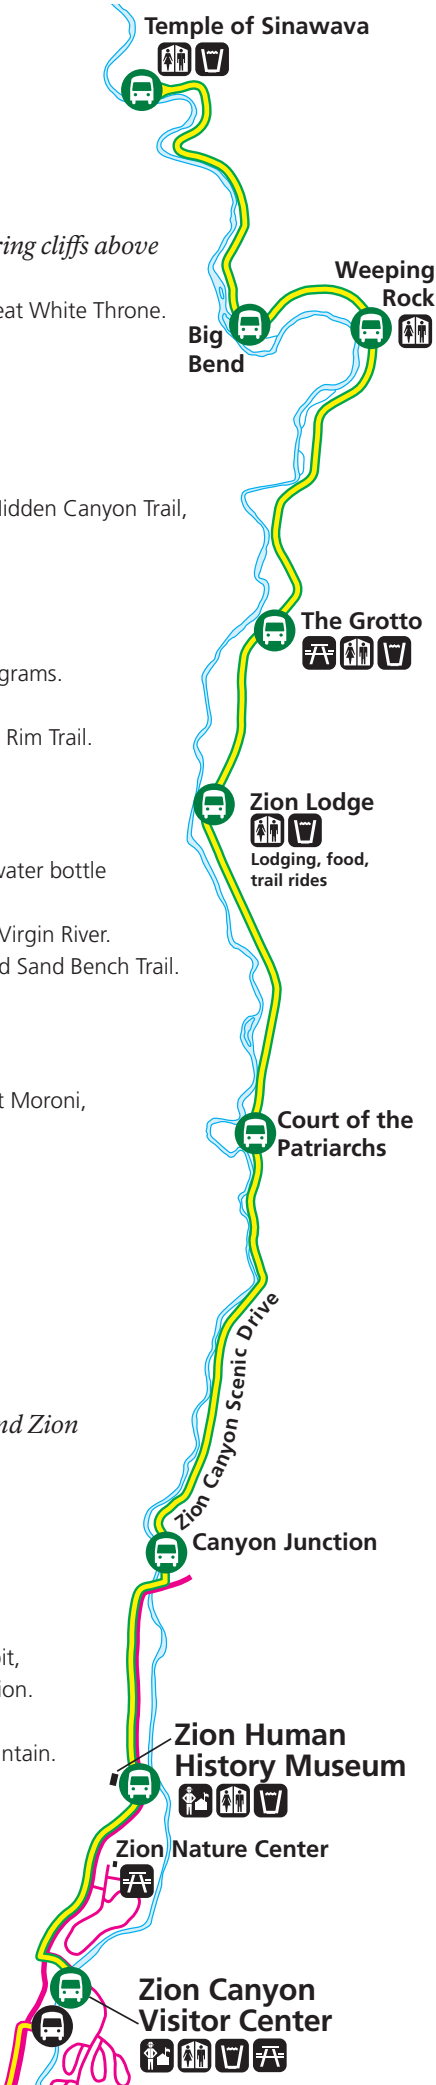 Temple of Sinawava
ring cliffs above
Weeping
Rock
eat White Throne.
Big
Bend
Hidden Canyon Trail,
The Grotto
grams.
Rim Trail.
Zion Lodge
Lodging, food,
trail rides
water bottle
Virgin River.
d Sand Bench Trail.
t Moroni,
Court of the
Patriarchs
Zion Canyon Scenic Drive
nd Zion
Canyon Junction
it,
ion.
Zion Human
History Museum
ntain.
Zion Nature Center
Zion Canyon
Visitor Center